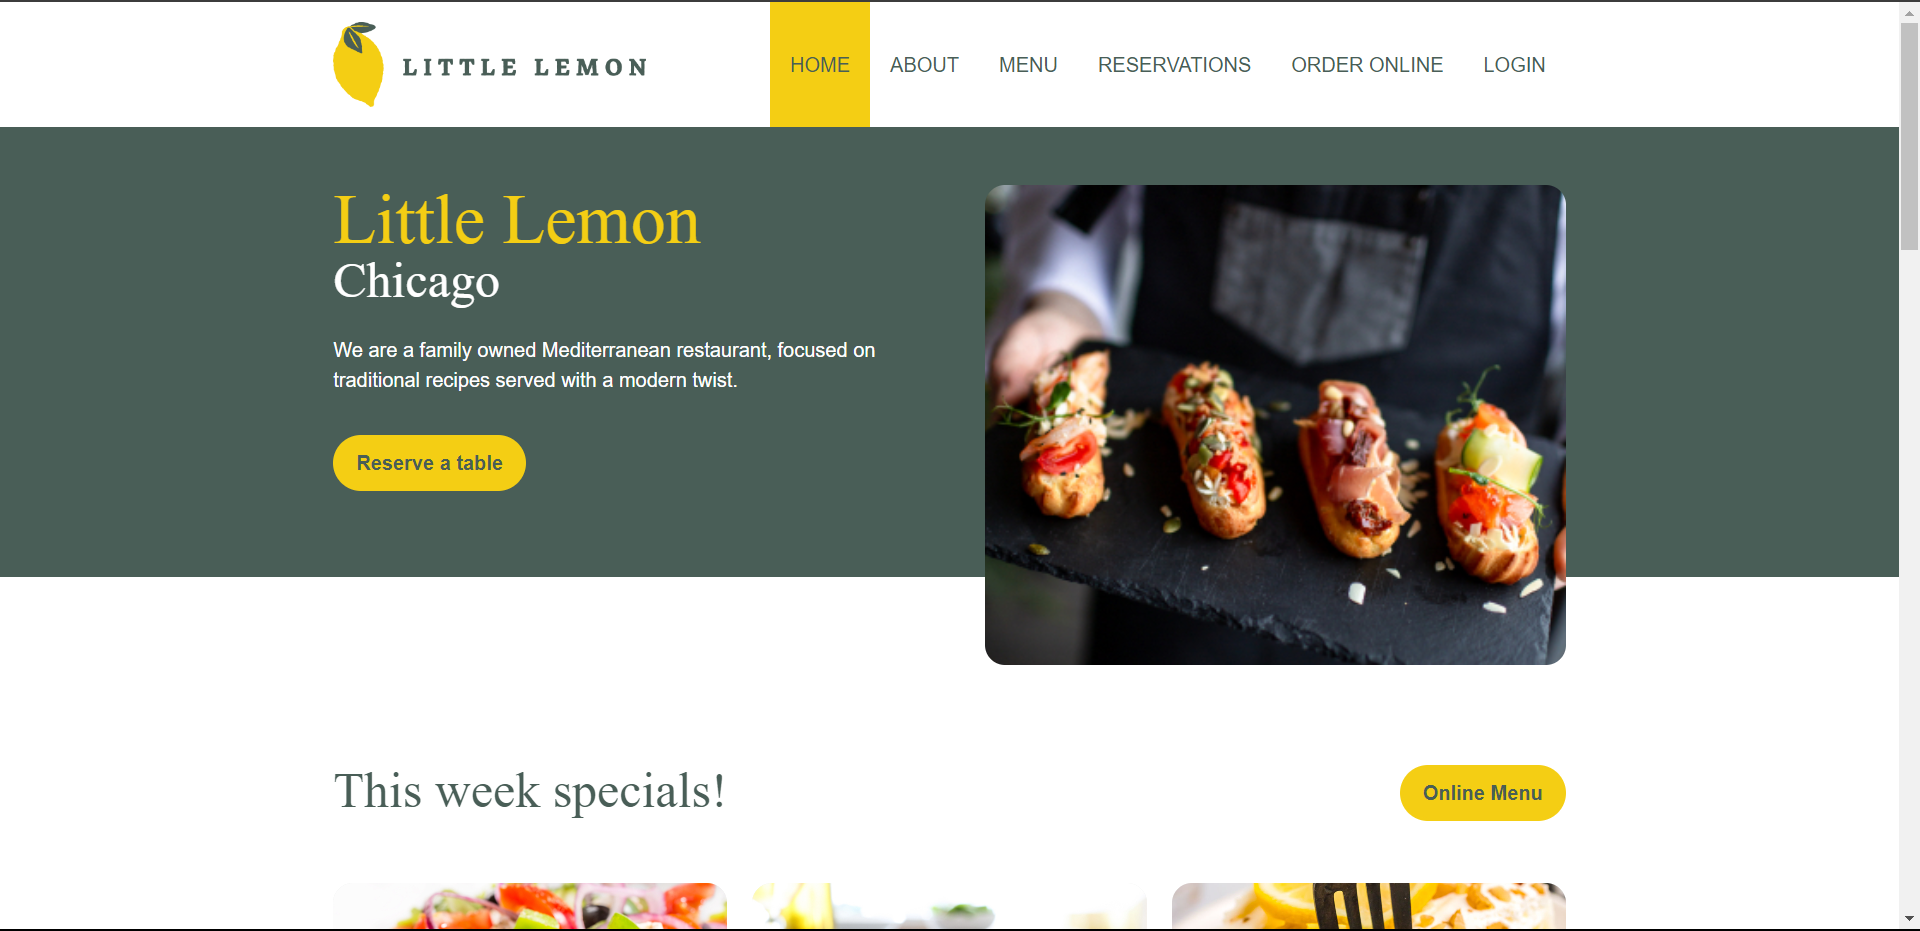 LITTLE LEMON
HOME
ABOUT
MENU
RESERVATIONS
ORDER ONLINE
LOGIN
Little Lemon
Chicago
We are a family owned Mediterranean restaurant, focused on
traditional recipes served with a modern twist.
Reserve a table
This week specials!
Online Menu